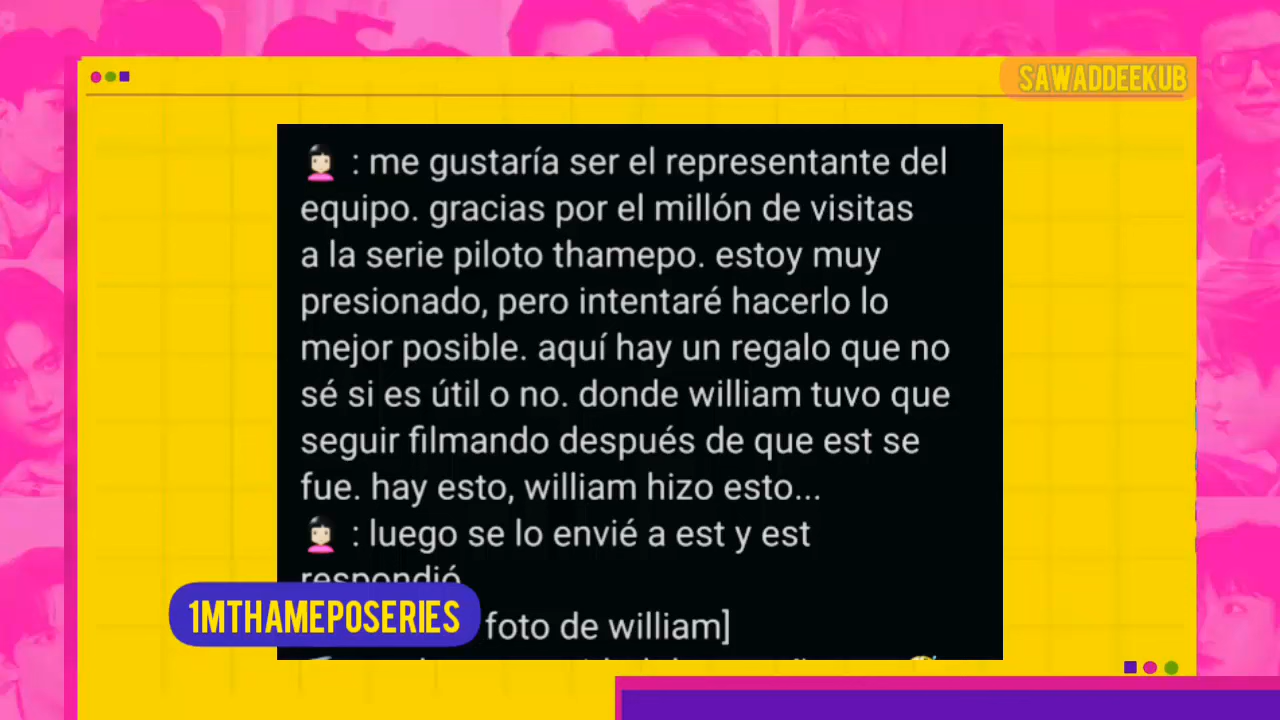 SAWADDEEKUB
: me gustaría ser el representante del
equipo. gracias por el millón de visitas
a la serie piloto thamepo. estoy muy
presionado, pero intentaré hacerlo lo
mejor posible. aquí hay un regalo que no
sé si es útil o no. donde william tuvo que
seguir filmando después de que est se
fue. hay esto, william hizo esto...
: luego se lo envié a est y est
respondió
1MTHAMEPOSERIES
foto de william]